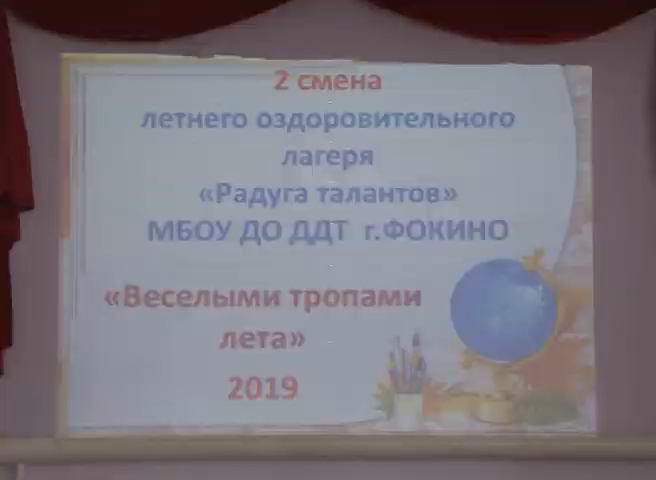 2 смена
летнего оздоровительного
лагеря
«Радуга талантов»
МБОУ ДО ДДТ г.ФОКИНО
«Веселыми тропами
лета»
2019